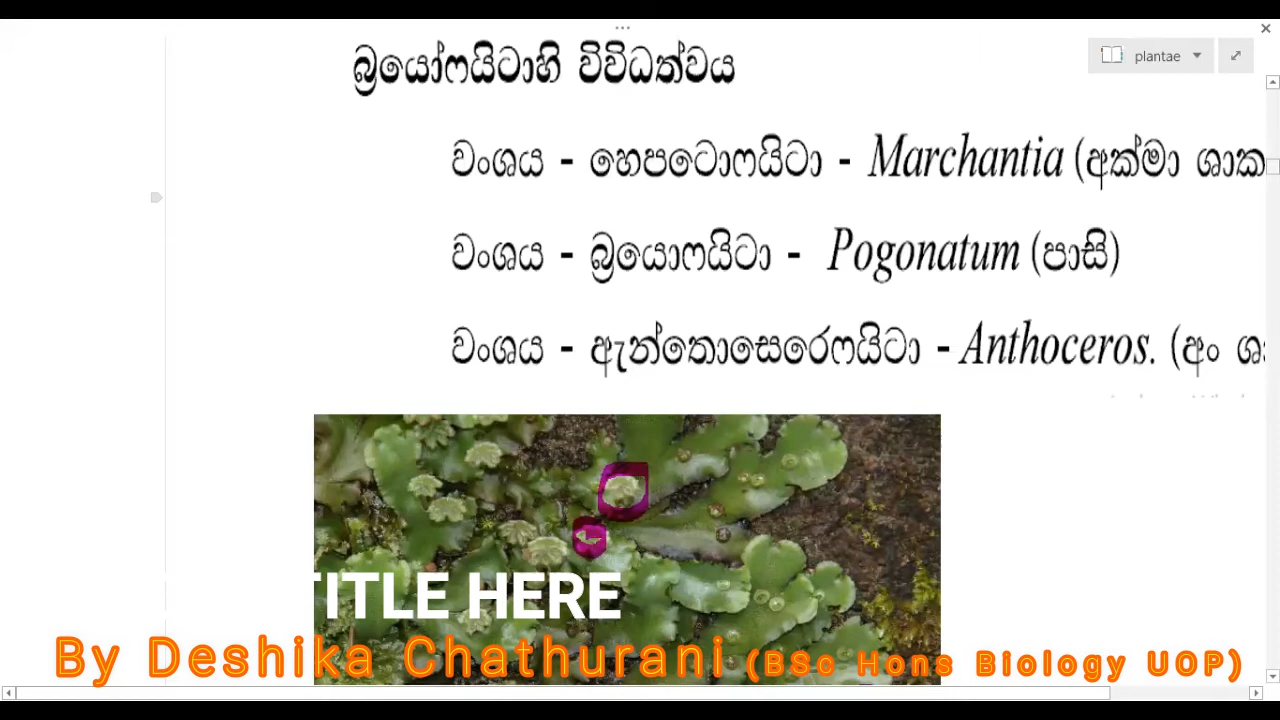 බ්‍රයෝෆයිටාහි විවිධත්වය
plantae
වංශය - හෙපටොෆයිටා - Marchantia (අක්මා ශාක
වංශය - බ්‍රයොෆයිටා - Pogonatum (පාසි)
වංශය - ඇන්තොසෙරෙෆයිටා - Anthoceros. (අං
TITLE HERE
By Deshika Chathurani (BSc Hons Biology UOP)